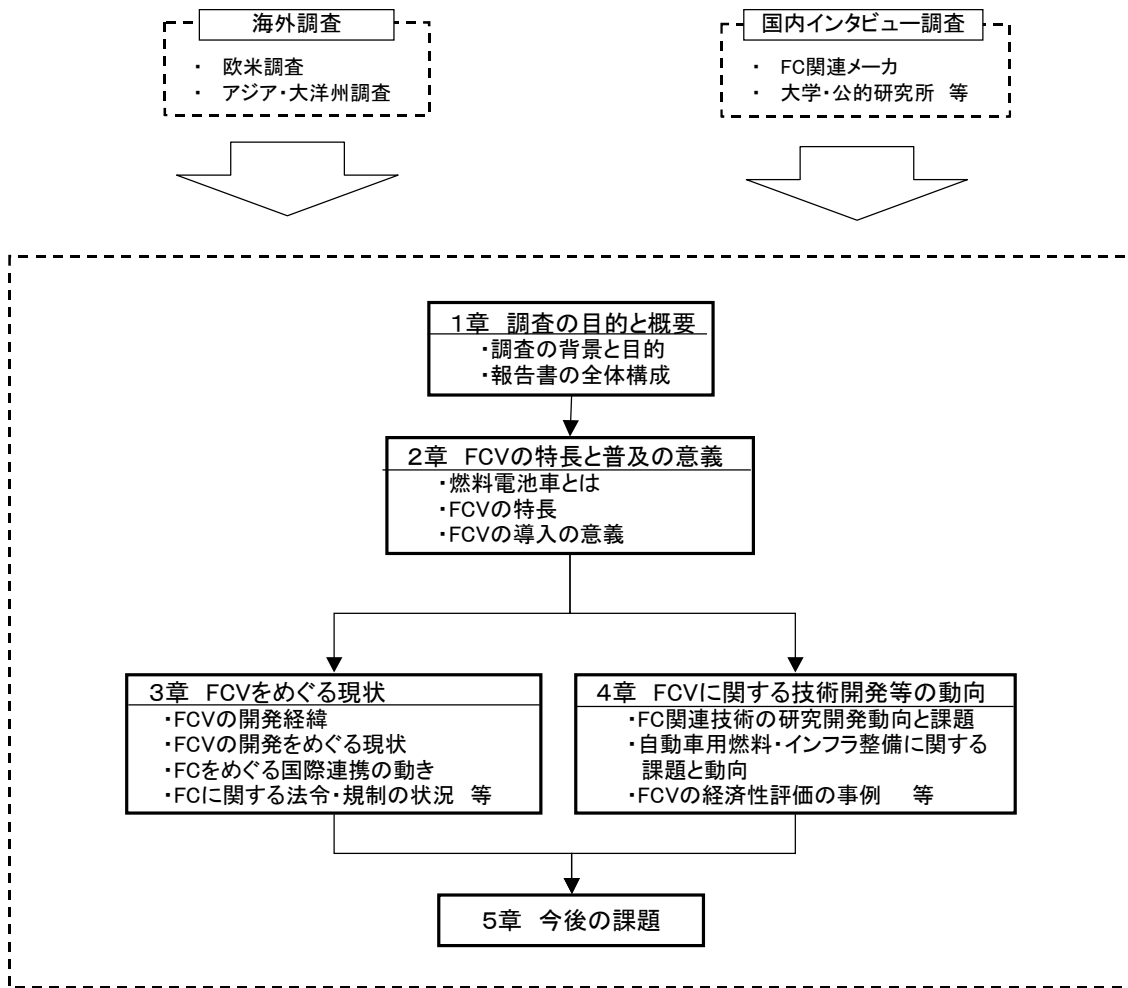 海外調査
・ 欧米調査
・ アジア・大洋州調査
国内インタビュー調査
・ FC関連メーカ
・ 大学・公的研究所 等
1章 調査の目的と概要
・調査の背景と目的
・報告書の全体構成
2章 FCVの特長と普及の意義
・燃料電池車とは
・FCVの特長
・FCVの導入の意義
3章 FCVをめぐる現状
・FCVの開発経緯
・FCVの開発をめぐる現状
・FCをめぐる国際連携の動き
・FCに関する法令・規制の状況 等
4章 FCVに関する技術開発等の動向
・FC関連技術の研究開発動向と課題
・自動車用燃料・インフラ整備に関する
課題と動向
・FCVの経済性評価の事例 等
5章 今後の課題